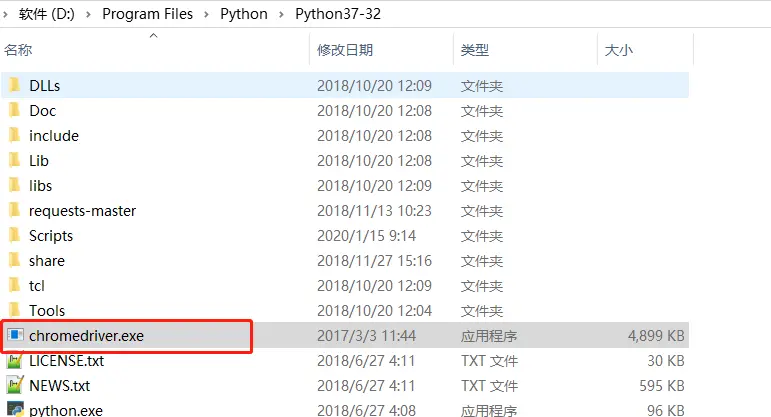 软件 (D:) > Program Files > Python > Python37-32
名称 修改日期 类型 大小
DLLs 2018/10/20 12:09 文件夹
Doc 2018/10/20 12:09 文件夹
include 2018/10/20 12:08 文件夹
Lib 2018/10/20 12:08 文件夹
libs 2018/10/20 12:09 文件夹
requests-master 2018/11/13 10:23 文件夹
Scripts 2020/1/15 9:14 文件夹
share 2018/11/27 15:16 文件夹
tcl 2018/10/20 12:09 文件夹
Tools 2018/10/20 12:04 文件夹
chromedriver.exe 2017/3/3 11:44 应用程序 4,899 KB
LICENSE.txt 2018/6/27 4:11 TXT 文件 30 KB
NEWS.txt 2018/6/27 4:11 TXT 文件 595 KB
python.exe 2018/6/27 4:08 应用程序 96 KB